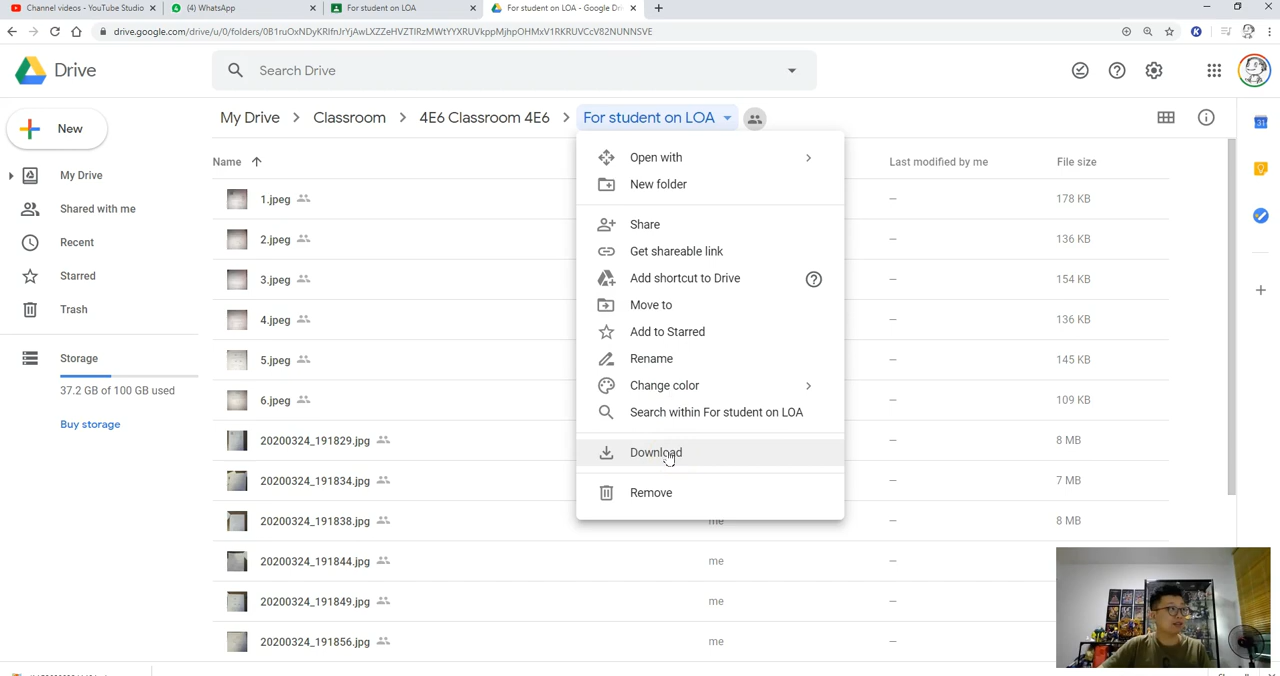 Channel videos - YouTube Studio
(4) WhatsApp
For student on LOA
For student on LOA - Google Dri
drive.google.com/drive/u/0/folders/0B1ruOxNDyKRIfnJrYjAwLXZZeHVZTlRzMWtYYXRUVkppMjhpOHMxV1RKRUVCcV82NUNNSVE
Drive
Search Drive
New
My Drive
Shared with me
Recent
Starred
Trash
Storage
37.2 GB of 100 GB used
Buy storage
My Drive
Classroom
4E6 Classroom 4E6
For student on LOA
Name
Last modified by me
File size
1.jpeg
—
178 KB
2.jpeg
—
136 KB
3.jpeg
—
154 KB
4.jpeg
—
136 KB
5.jpeg
—
145 KB
6.jpeg
—
109 KB
20200324_191829.jpg
—
8 MB
20200324_191834.jpg
—
7 MB
20200324_191838.jpg
me
—
8 MB
20200324_191844.jpg
me
—
20200324_191849.jpg
me
—
20200324_191856.jpg
me
—
Open with
New folder
Share
Get shareable link
Add shortcut to Drive
Move to
Add to Starred
Rename
Change color
Search within For student on LOA
Download
Remove
31